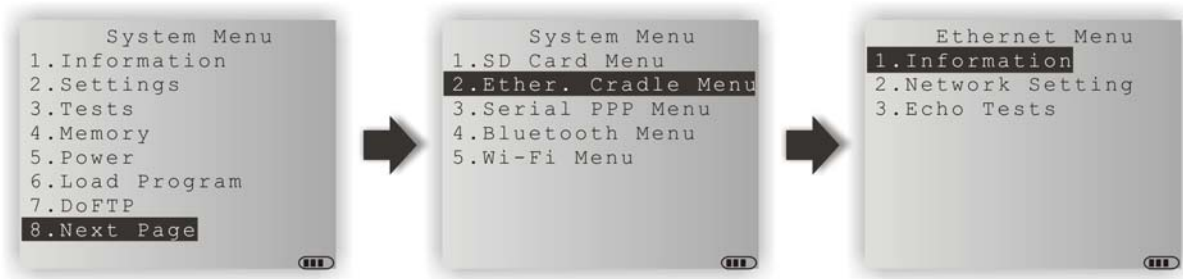 System Menu
1.Information
2.Settings
3.Tests
4.Memory
5.Power
6.Load Program
7.DoFTP
8.Next Page
System Menu
1.SD Card Menu
2.Ether. Cradle Menu
3.Serial PPP Menu
4.Bluetooth Menu
5.Wi-Fi Menu
Ethernet Menu
1.Information
2.Network Setting
3.Echo Tests